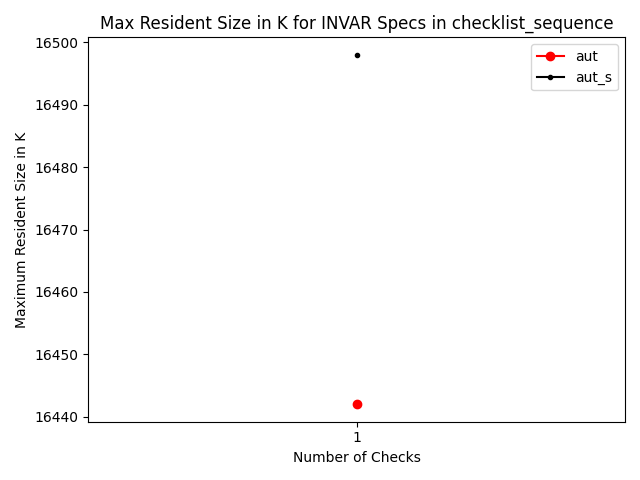 Max Resident Size in K for INVAR Specs in checklist_sequence
16500
aut
aut_s
16490
16480
16470
16460
16450
16440
Maximum Resident Size in K
1
Number of Checks